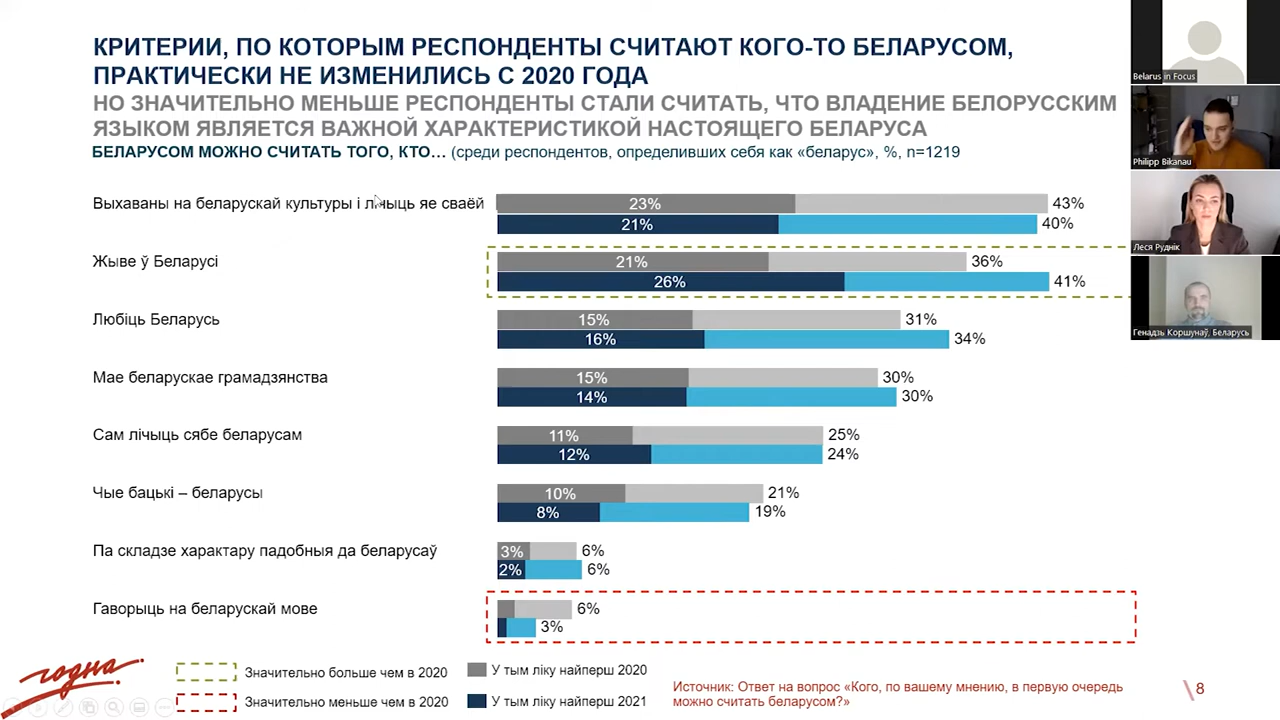 КРИТЕРИИ, ПО КОТОРЫМ РЕСПОНДЕНТЫ СЧИТАЮТ КОГО-ТО БЕЛАРУСОМ,
ПРАКТИЧЕСКИ НЕ ИЗМЕНИЛИСЬ С 2020 ГОДА
НО ЗНАЧИТЕЛЬНО МЕНЬШЕ РЕСПОНДЕНТЫ СТАЛИ СЧИТАТЬ, ЧТО ВЛАДЕНИЕ БЕЛОРУССКИМ
ЯЗЫКОМ ЯВЛЯЕТСЯ ВАЖНОЙ ХАРАКТЕРИСТИКОЙ НАСТОЯЩЕГО БЕЛАРУСА
БЕЛАРУСОМ МОЖНО СЧИТАТЬ ТОГО, КТО... (среди респондентов, определивших себя как «беларус», %, n=1219
Выхаваны на беларускай культуры і лічыць яе сваёй
23%
43%
21%
40%
Жыве ў Беларусі
21%
36%
26%
41%
Любіць Беларусь
15%
31%
16%
34%
Мае беларускае грамадзянства
15%
30%
14%
30%
Сам лічыць сябе беларусам
11%
25%
12%
24%
Чые бацькі – беларусы
10%
21%
8%
19%
Па складзе характару падобныя да беларусаў
3%
6%
2%
6%
Гаворыць на беларускай мове
6%
3%
годна
Значительно больше чем в 2020
Значительно меньше чем в 2020
У тым ліку найперш 2020
У тым ліку найперш 2021
Источник: Ответ на вопрос «Кого, по вашему мнению, в первую очередь
можно считать беларусом?»
8
Belarus in Focus
Philipp Bikanau
Леся Руднік
Генадзь Коршунаў, Беларусь